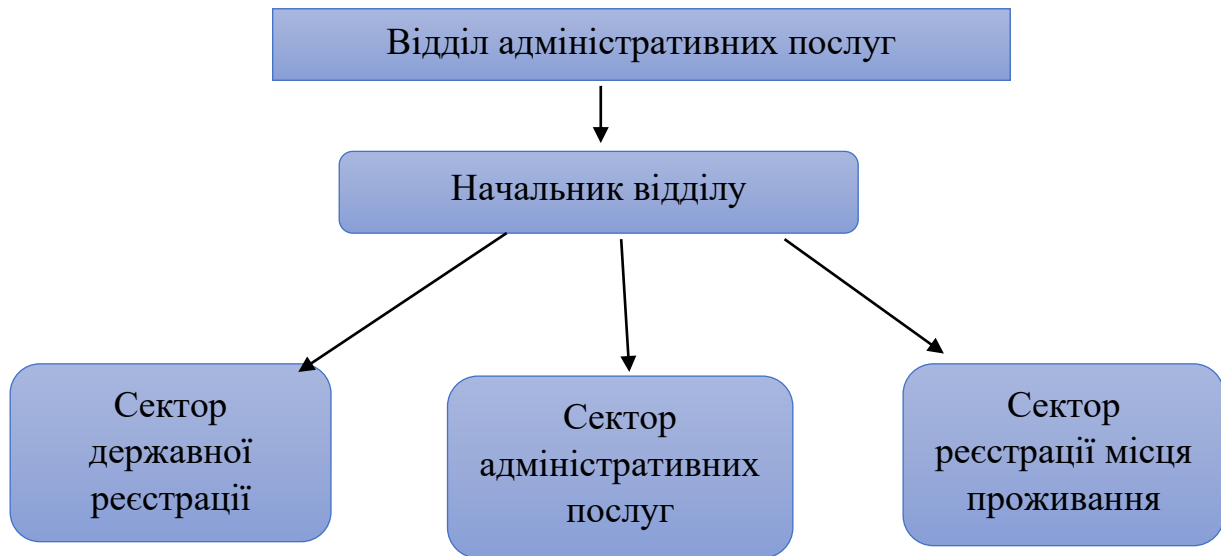 Відділ адміністративних послуг
Начальник відділу
Сектор
державної
реєстрації
Сектор
адміністративних
послуг
Сектор
реєстрації місця
проживання